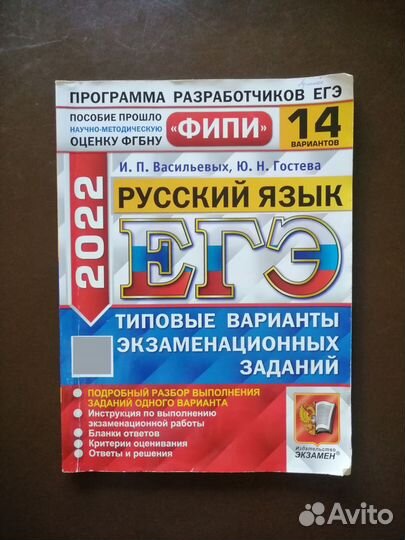 ПРОГРАММА РАЗРАБОТЧИКОВ ЕГЭ
ПОСОБИЕ ПРОШЛО
НАУЧНО-МЕТОДИЧЕСКУЮ
ОЦЕНКУ ФГБНУ
«ФИПИ»
14
ВАРИАНТОВ
И. П. Васильевых, Ю. Н. Гостева
2022
РУССКИЙ ЯЗЫК
ЕГЭ
ТИПОВЫЕ ВАРИАНТЫ
ЭКЗАМЕНАЦИОННЫХ
ЗАДАНИЙ
• ПОДРОБНЫЙ РАЗБОР ВЫПОЛНЕНИЯ
ЗАДАНИЙ ОДНОГО ВАРИАНТА
• Инструкция по выполнению
экзаменационной работы
• Бланки ответов
• Критерии оценивания
• Ответы и решения
Издательство
ЭКЗАМЕН
Avito